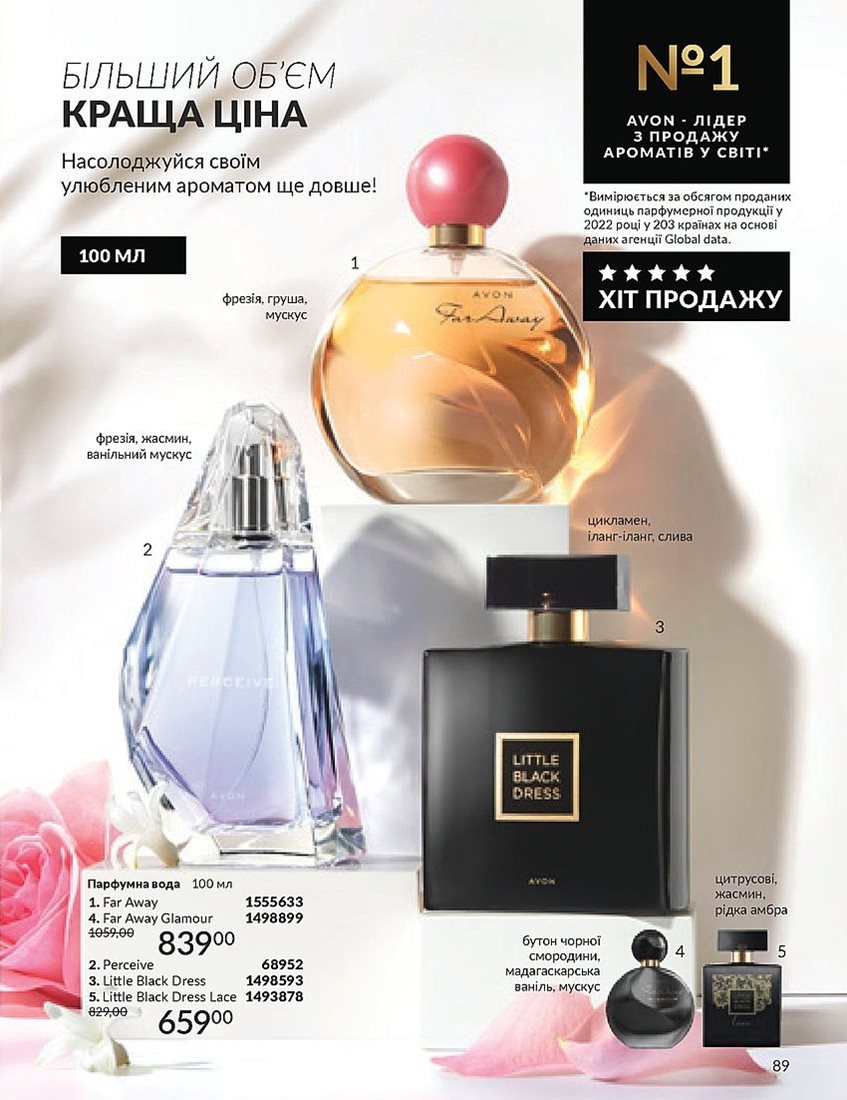 БІЛЬШИЙ ОБ'ЄМ
КРАЩА ЦІНА
Насолоджуйся своїм
улюбленим ароматом ще довше!
100 МЛ
№1
AVON - ЛІДЕР
З ПРОДАЖУ
АРОМАТІВ У СВІТІ*
*Вимірюється за обсягом проданих
одиниць парфумерної продукції у
2022 році у 203 країнах на основі
даних агенції Global data.
ХІТ ПРОДАЖУ
1
фрезія, груша,
мускус
AVON
Far Away
фрезія, жасмин,
ванільний мускус
2
PERCEIVE
AVON
цикламен,
іланг-іланг, слива
3
LITTLE
BLACK
DRESS
AVON
Парфумна вода 100 мл
1. Far Away 1555633
4. Far Away Glamour 1498899
1059,00
83900
2. Perceive 68952
3. Little Black Dress 1498593
5. Little Black Dress Lace 1493878
829,00
65900
бутон чорної
смородини,
мадагаскарська
ваніль, мускус
4
цитрусові,
жасмин,
рідка амбра
5
89